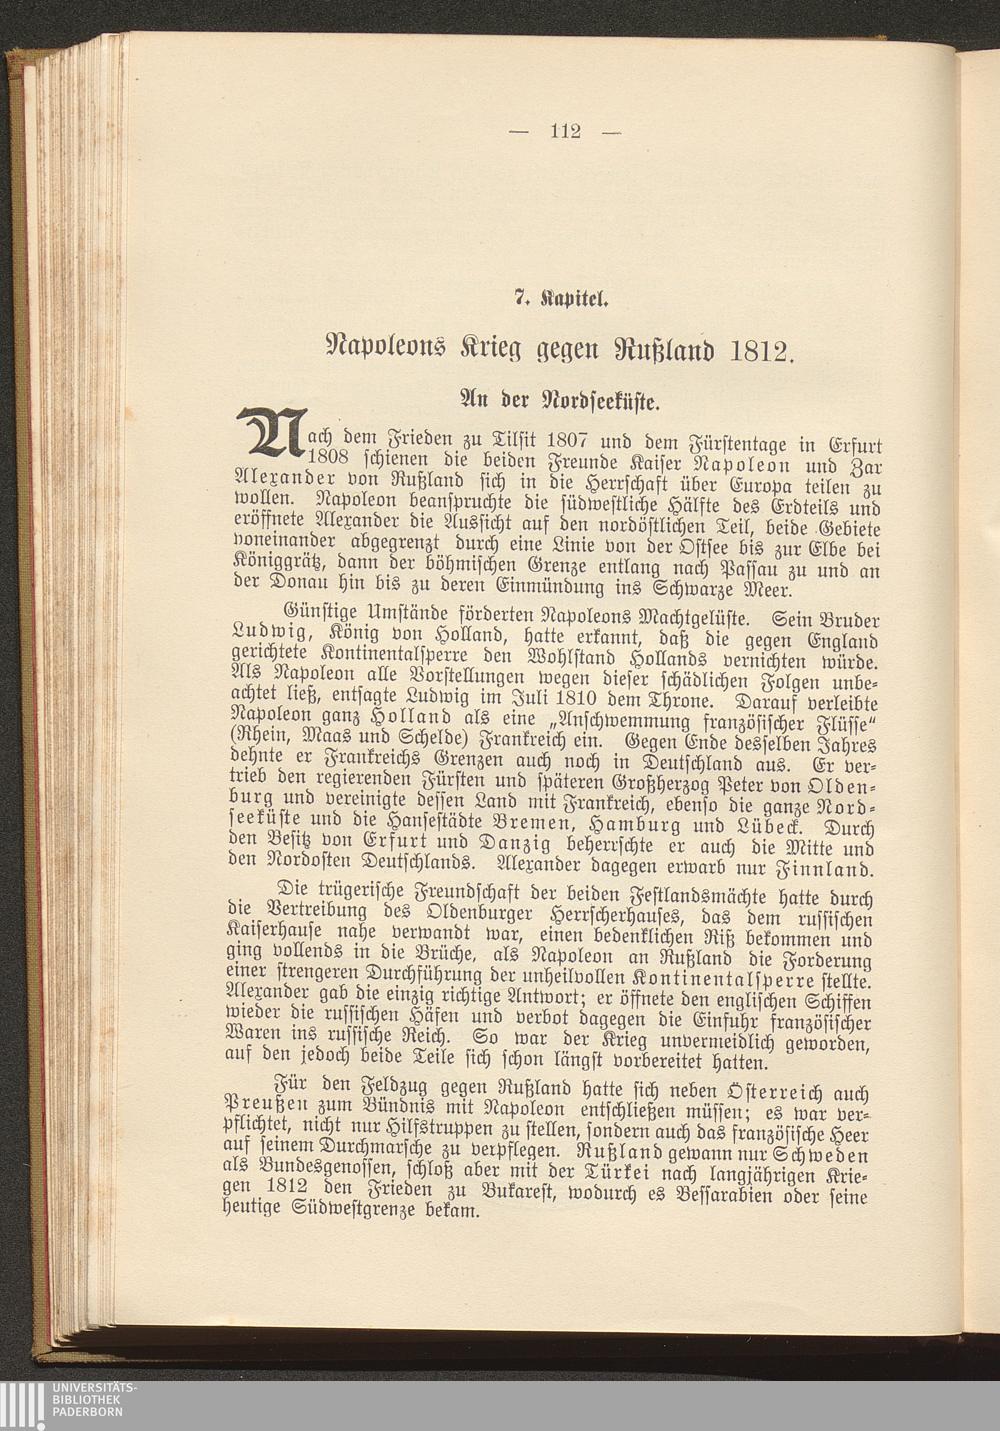 — 112 —
7. Kapitel.
Napoleons Krieg gegen Rußland 1812.
An der Nordseeküste.
Nach dem Frieden zu Tilsit 1807 und dem Fürstentage in Erfurt
1808 schienen die beiden Freunde Kaiser Napoleon und Zar
Alexander von Rußland sich in die Herrschaft über Europa teilen zu
wollen. Napoleon beanspruchte die südwestliche Hälfte des Erdteils und
eröffnete Alexander die Aussicht auf den nordöstlichen Teil, beide Gebiete
voneinander abgegrenzt durch eine Linie von der Ostsee bis zur Elbe bei
Königgrätz, dann der böhmischen Grenze entlang nach Passau zu und an
der Donau hin bis zu deren Einmündung ins Schwarze Meer.
Günstige Umstände förderten Napoleons Machtgelüste. Sein Bruder
Ludwig, König von Holland, hatte erkannt, daß die gegen England
gerichtete Kontinentalsperre den Wohlstand Hollands vernichten würde.
Als Napoleon alle Vorstellungen wegen dieser schädlichen Folgen unbe-
achtet ließ, entsagte Ludwig im Juli 1810 dem Throne. Darauf verleibte
Napoleon ganz Holland als eine „Anschwemmung französischer Flüsse“
(Rhein, Maas und Schelde) Frankreich ein. Gegen Ende desselben Jahres
dehnte er Frankreichs Grenzen auch noch in Deutschland aus. Er ver-
trieb den regierenden Fürsten und späteren Großherzog Peter von Olden-
burg und vereinigte dessen Land mit Frankreich, ebenso die ganze Nord-
seeküste und die Hansestädte Bremen, Hamburg und Lübeck. Durch
den Besitz von Erfurt und Danzig beherrschte er auch die Mitte und
den Nordosten Deutschlands. Alexander dagegen erwarb nur Finnland.
Die trügerische Freundschaft der beiden Festlandsmächte hatte durch
die Vertreibung des Oldenburger Herrscherhauses, das dem russischen
Kaiserhause nahe verwandt war, einen bedenklichen Riß bekommen und
ging vollends in die Brüche, als Napoleon an Rußland die Forderung
einer strengeren Durchführung der unheilvollen Kontinentalsperre stellte.
Alexander gab die einzig richtige Antwort; er öffnete den englischen Schiffen
wieder die russischen Häfen und verbot dagegen die Einfuhr französischer
Waren ins russische Reich. So war der Krieg unvermeidlich geworden,
auf den jedoch beide Teile sich schon längst vorbereitet hatten.
Für den Feldzug gegen Rußland hatte sich neben Österreich auch
Preußen zum Bündnis mit Napoleon entschließen müssen; es war ver-
pflichtet, nicht nur Hilfstruppen zu stellen, sondern auch das französische Heer
auf seinem Durchmarsche zu verpflegen. Rußland gewann nur Schweden
als Bundesgenossen, schloß aber mit der Türkei nach langjährigen Krie-
gen 1812 den Frieden zu Bukarest, wodurch es Bessarabien oder seine
heutige Südwestgrenze bekam.
UNIVERSITÄTS-
BIBLIOTHEK
PADERBORN